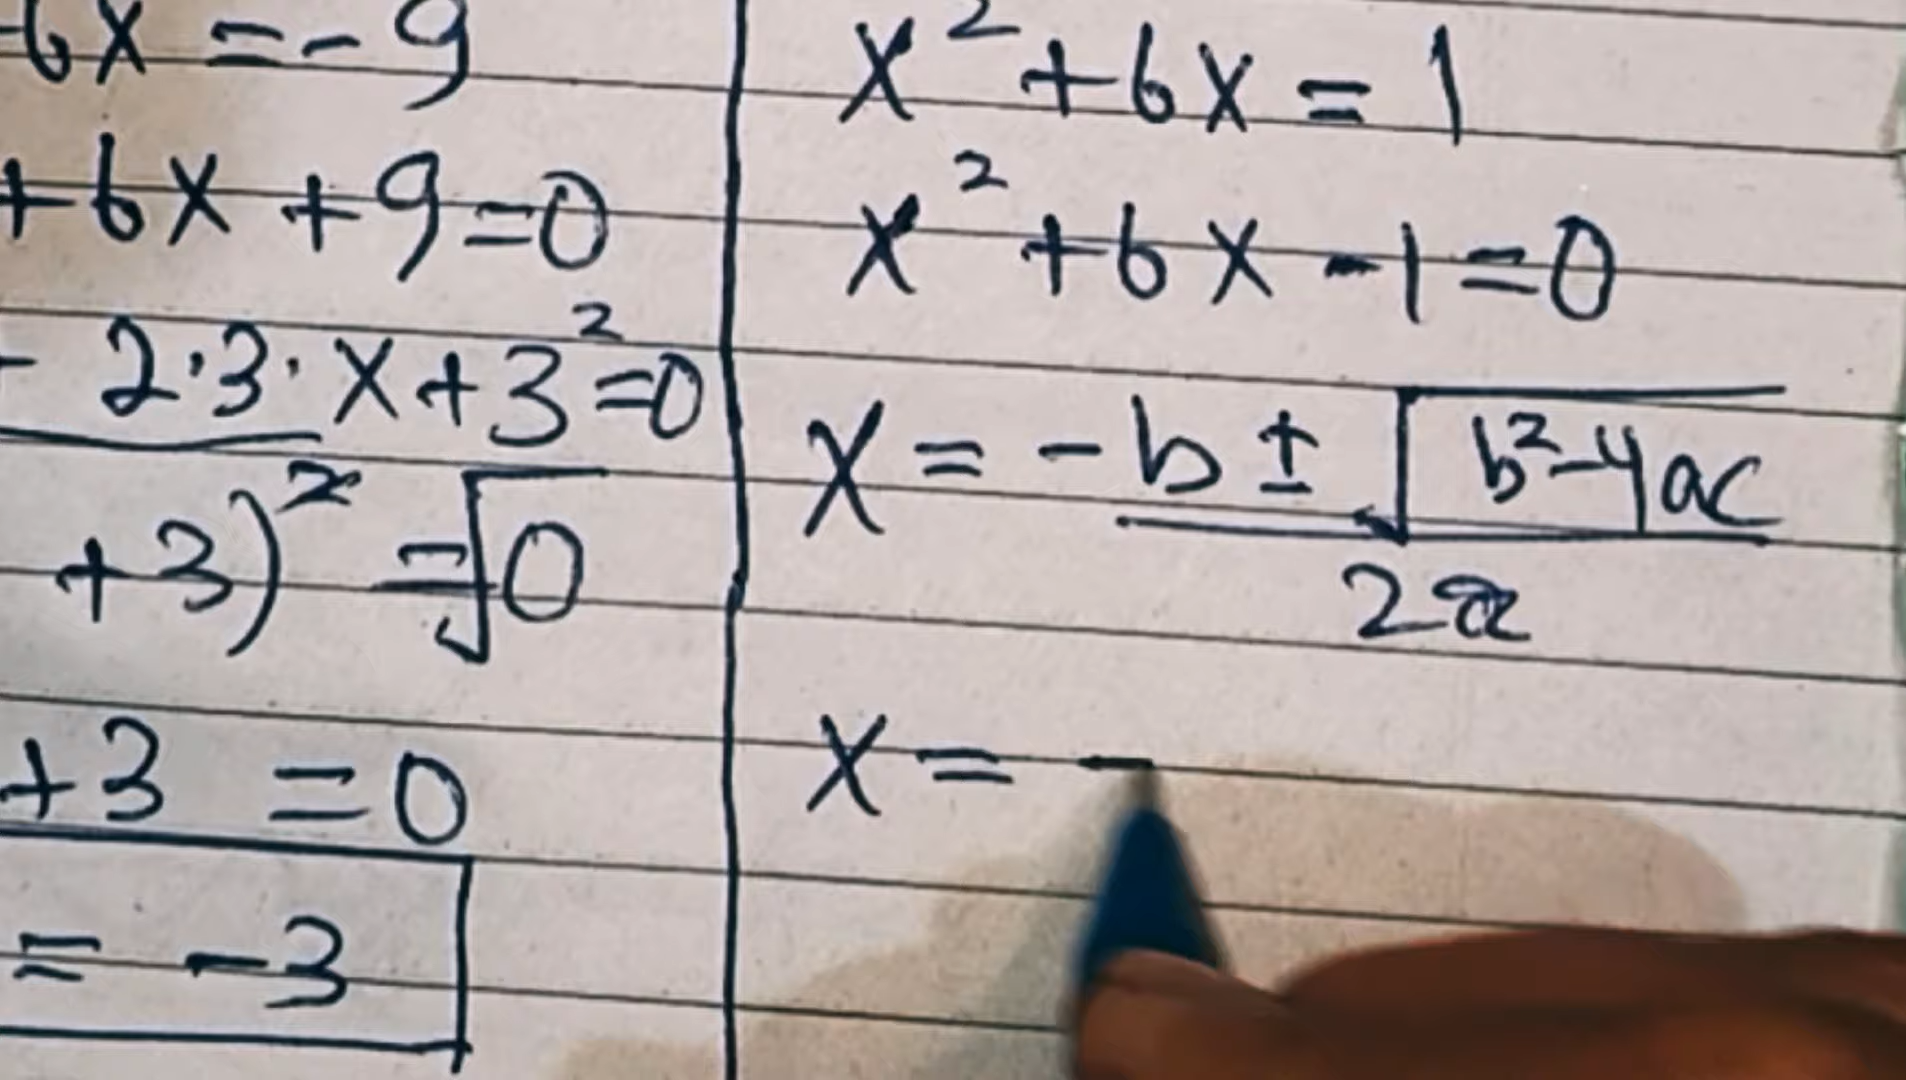 6x = -9
+ 6x + 9 = 0
- 2·3·x + 3² = 0
+3)² = √0
+3 = 0
= -3
x² + 6x = 1
x² + 6x - 1 = 0
x = -b ± √b² - 4ac
2a
x = -